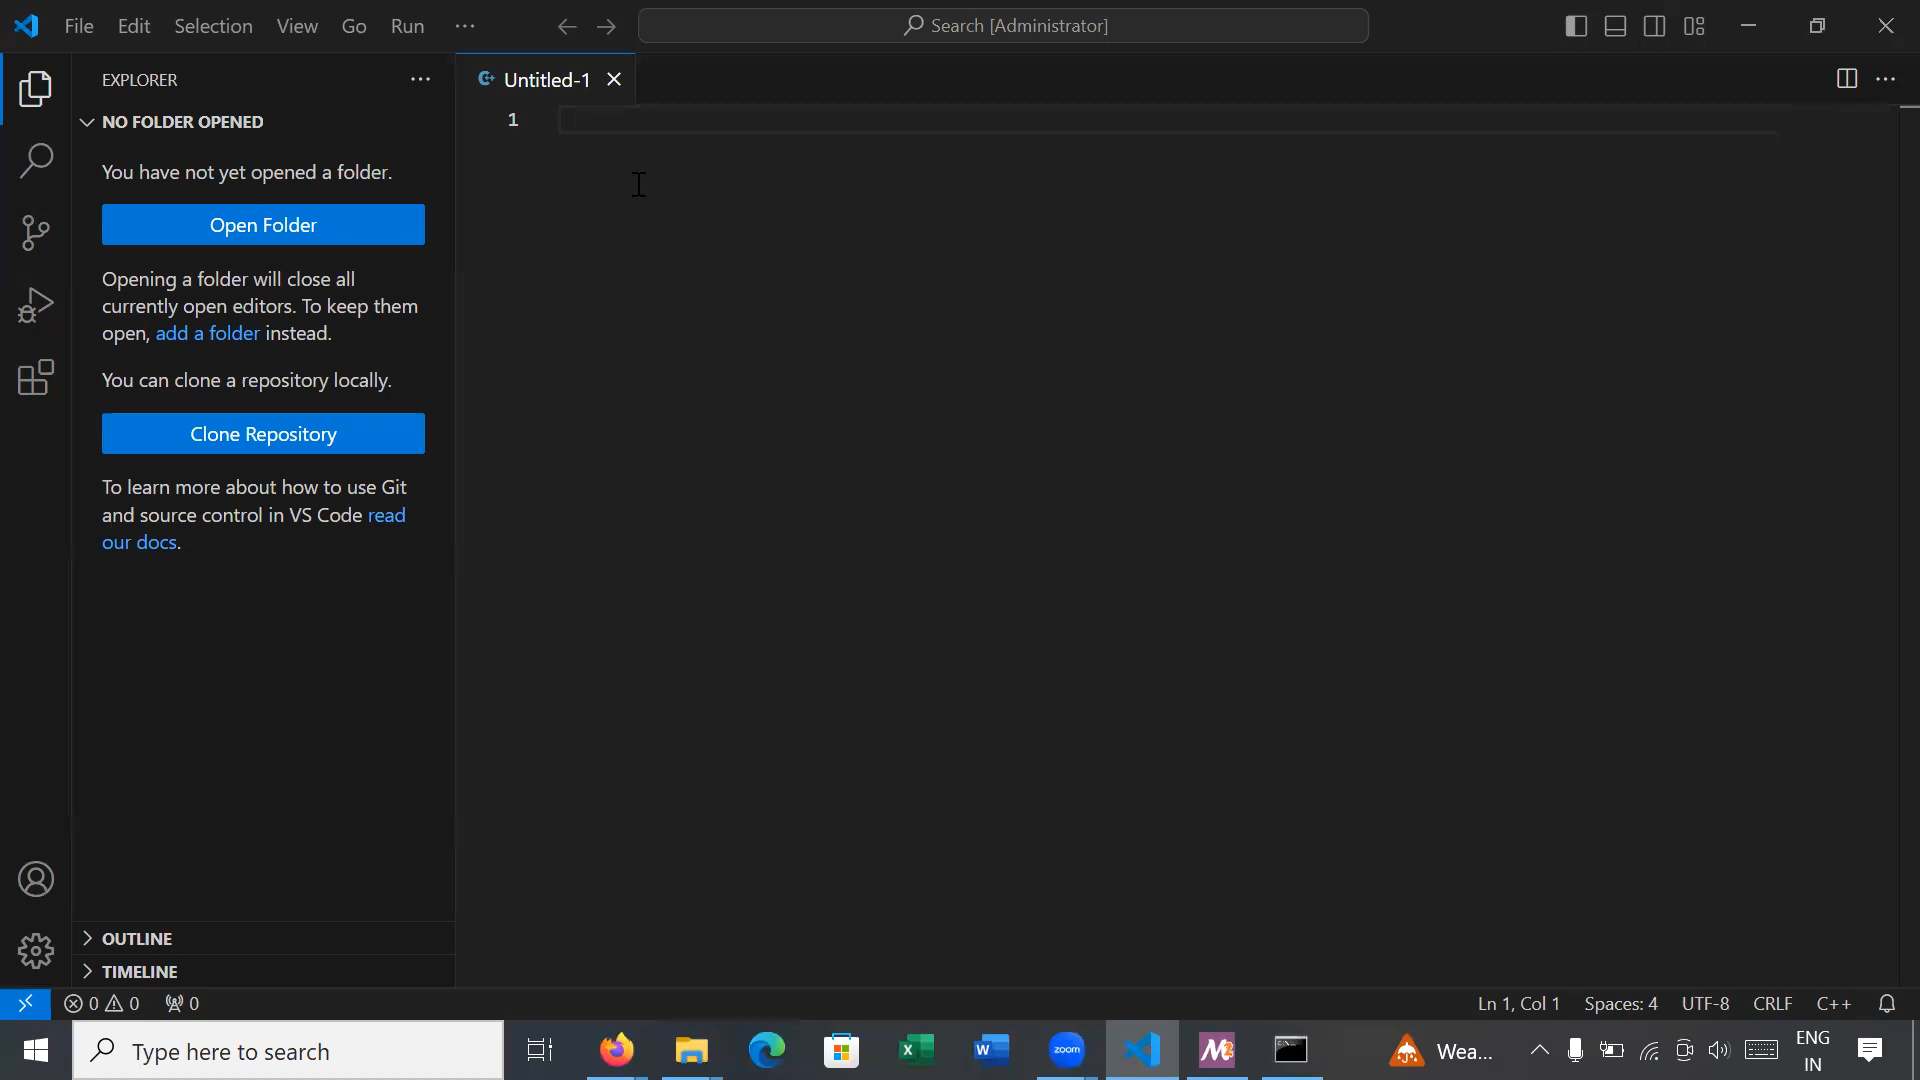 File Edit Selection View Go Run ···
Search [Administrator]
EXPLORER
Untitled-1
NO FOLDER OPENED
1
You have not yet opened a folder.
Open Folder
Opening a folder will close all
currently open editors. To keep them
open, add a folder instead.
You can clone a repository locally.
Clone Repository
To learn more about how to use Git
and source control in VS Code read
our docs.
OUTLINE
TIMELINE
0 0 0
Ln 1, Col 1 Spaces: 4 UTF-8 CRLF C++
Type here to search
zoom
Wea...
ENG
IN